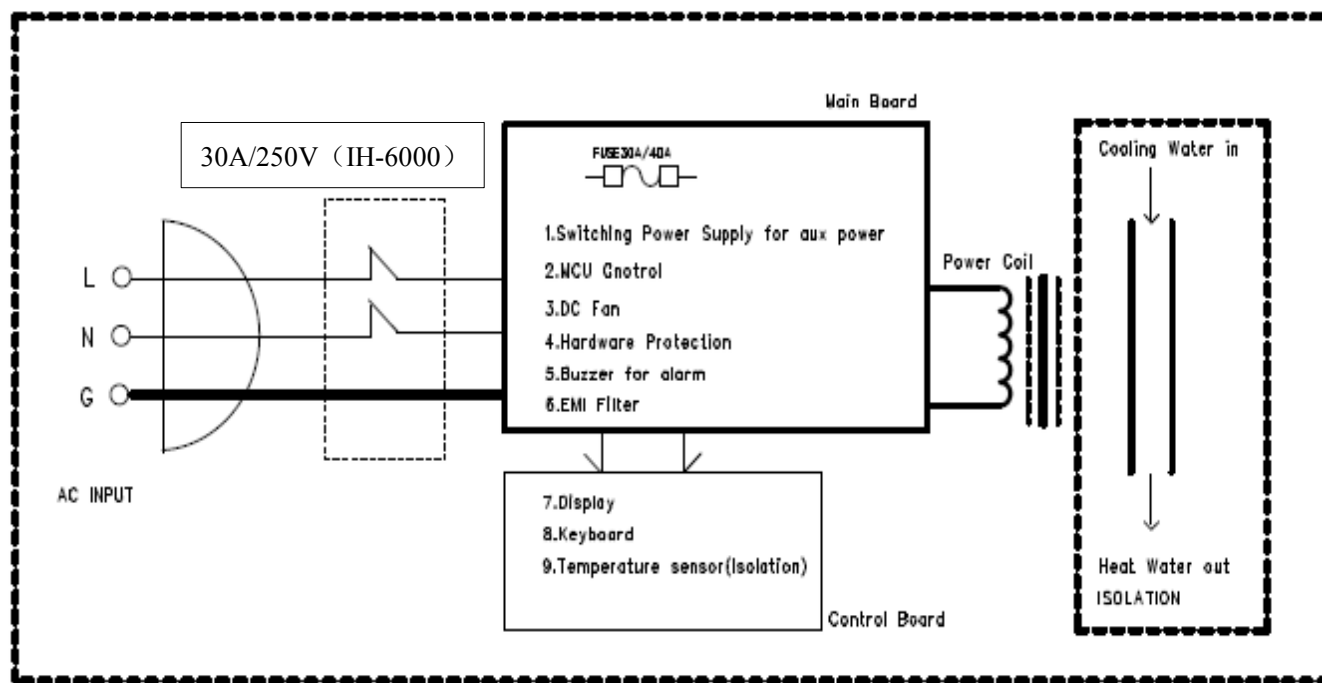 Main Board
30A/250V（IH-6000）
FUSE30A/40A
Cooling Water in
1.Switching Power Supply for aux power
L
2.MCU Gnotrol
Power Coil
3.DC Fan
N
4.Hardware Protection
5.Buzzer for alarm
G
6.EMI Filter
AC INPUT
7.Display
8.Keyboard
9.Temperature sensor(Isolation)
Heat Water out
ISOLATION
Control Board